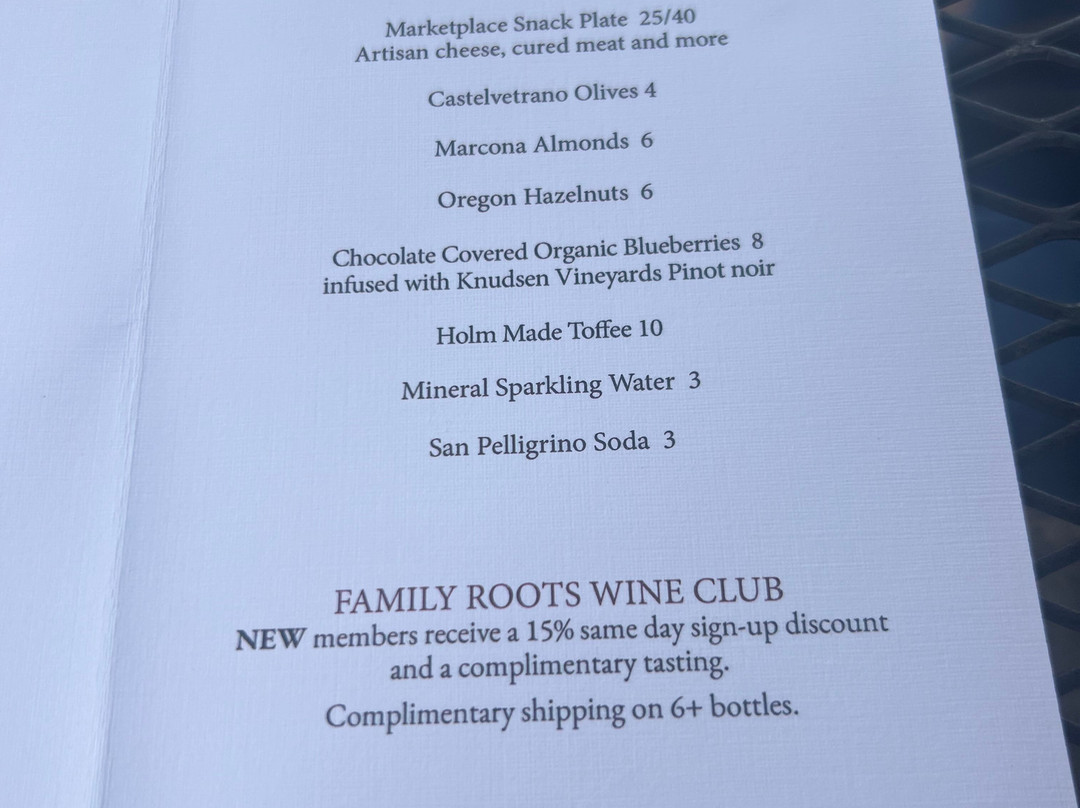 Marketplace Snack Plate 25/40
Artisan cheese, cured meat and more
Castelvetrano Olives 4
Marcona Almonds 6
Oregon Hazelnuts 6
Chocolate Covered Organic Blueberries 8
infused with Knudsen Vineyards Pinot noir
Holm Made Toffee 10
Mineral Sparkling Water 3
San Pelligrino Soda 3
FAMILY ROOTS WINE CLUB
NEW members receive a 15% same day sign-up discount
and a complimentary tasting.
Complimentary shipping on 6+ bottles.